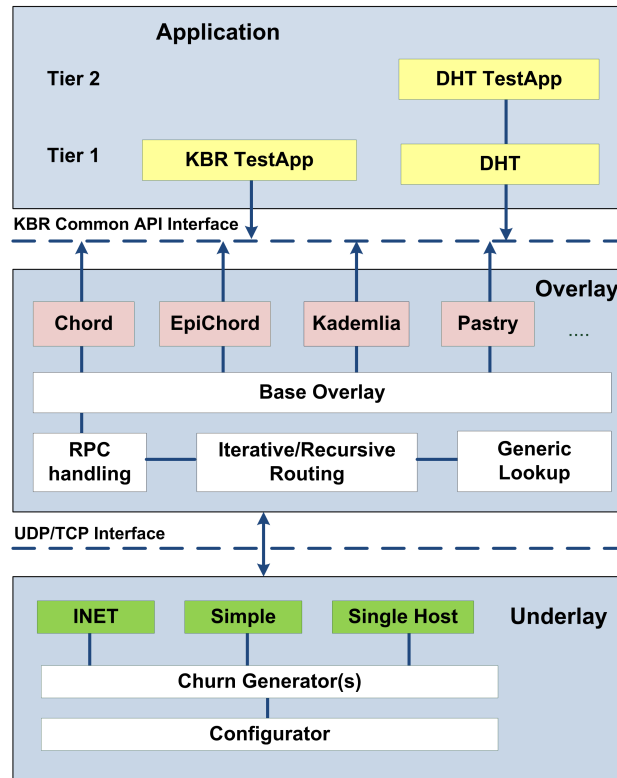 Application
Tier 2
DHT TestApp
Tier 1
KBR TestApp
DHT
KBR Common API Interface
Overlay
Chord
EpiChord
Kademlia
Pastry
....
Base Overlay
RPC
handling
Iterative/Recursive
Routing
Generic
Lookup
UDP/TCP Interface
INET
Simple
Single Host
Underlay
Churn Generator(s)
Configurator